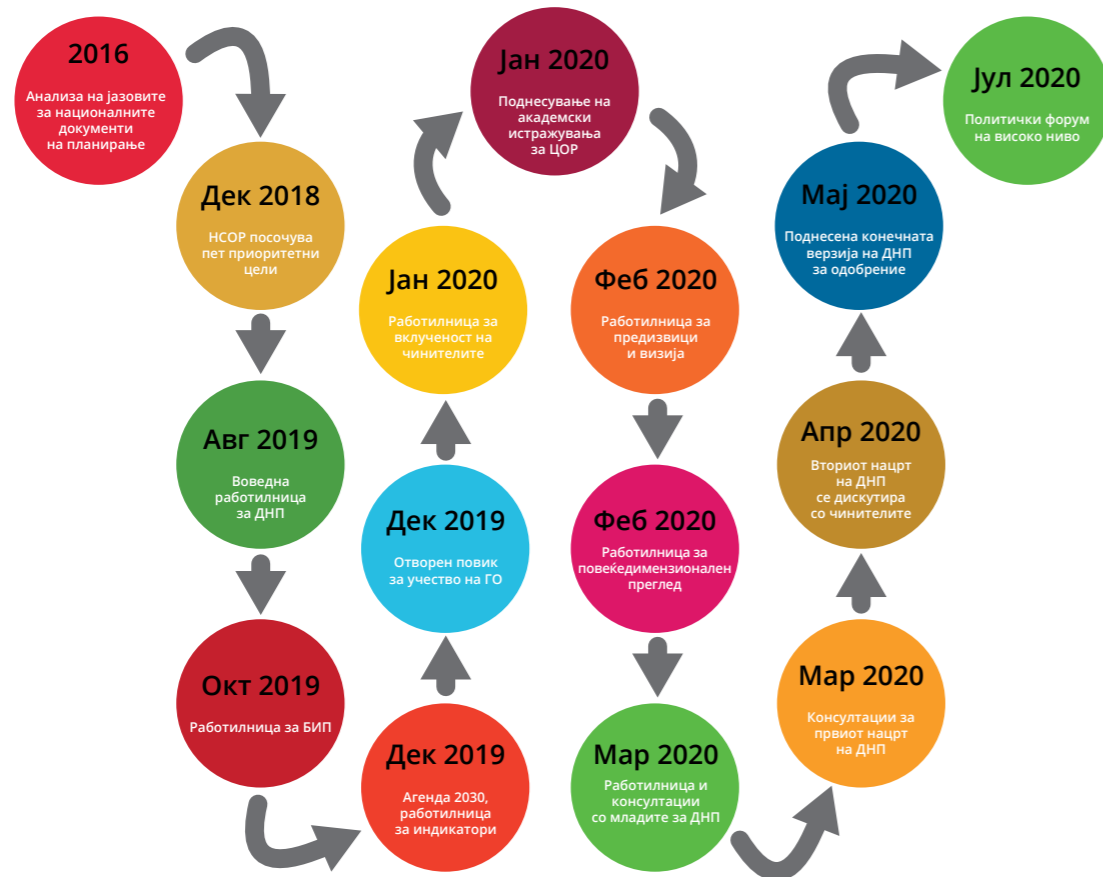 2016
Анализа на јазовите
за националните
документи
на планирање
Дек 2018
НСОР посочува
пет приоритетни
цели
Авг 2019
Воведна
работилница
за ДНП
Окт 2019
Работилница за БИП
Дек 2019
Агенда 2030,
работилница
за индикатори
Дек 2019
Отворен повик
за учество на ГО
Јан 2020
Работилница за
вклученост на
чинителите
Јан 2020
Поднесување на
академски
истражувања
за ЦОР
Феб 2020
Работилница за
предизвици
и визија
Феб 2020
Работилница за
повеќедимензионален
преглед
Мар 2020
Работилница и
консултации
со младите за ДНП
Мар 2020
Консултации за
првиот нацрт
на ДНП
Апр 2020
Вториот нацрт
на ДНП
се дискутира
со чинителите
Мај 2020
Поднесена конечната
верзија на ДНП
за одобрение
Јул 2020
Политички форум
на високо ниво